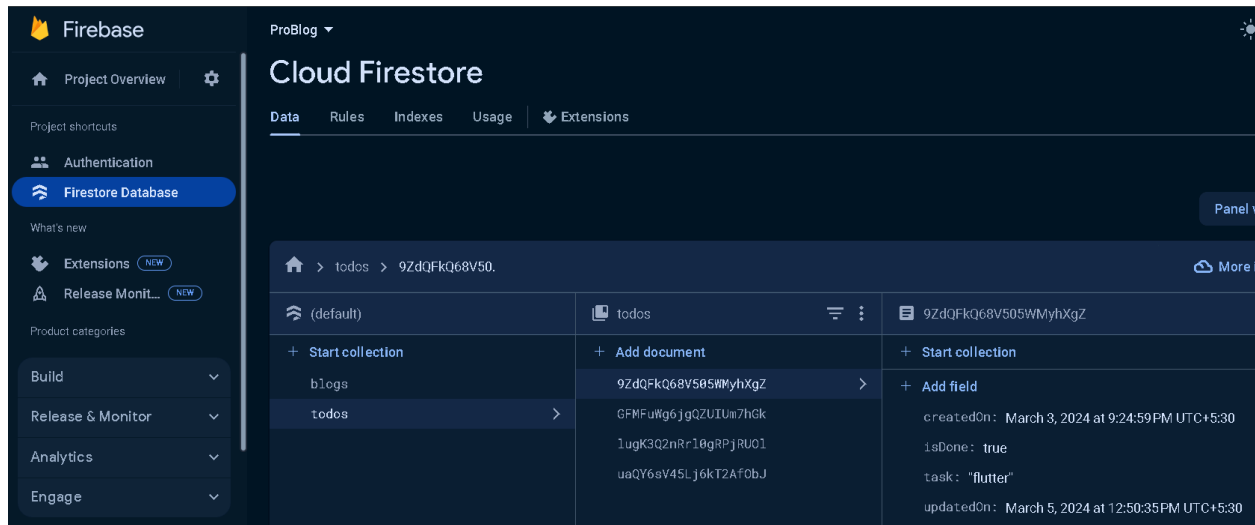 Firebase
Project Overview
Project shortcuts
Authentication
Firestore Database
What's new
Extensions NEW
Release Monit... NEW
Product categories
Build
Release & Monitor
Analytics
Engage
ProBlog
Cloud Firestore
Data Rules Indexes Usage Extensions
Panel
todos 9ZdQFkQ68V50.
More
(default)
Start collection
blogs
todos
todos
Add document
9ZdQFkQ68V505WMyhXgZ
GFMFuWg6jgQZUIUm7hGk
lugK3Q2nRrl0gRPjRUOl
uaQY6sV45Lj6kT2AfObJ
9ZdQFkQ68V505WMyhXgZ
Start collection
Add field
createdOn: March 3, 2024 at 9:24:59 PM UTC+5:30
isDone: true
task: "flutter"
updatedOn: March 5, 2024 at 12:50:35 PM UTC+5:30